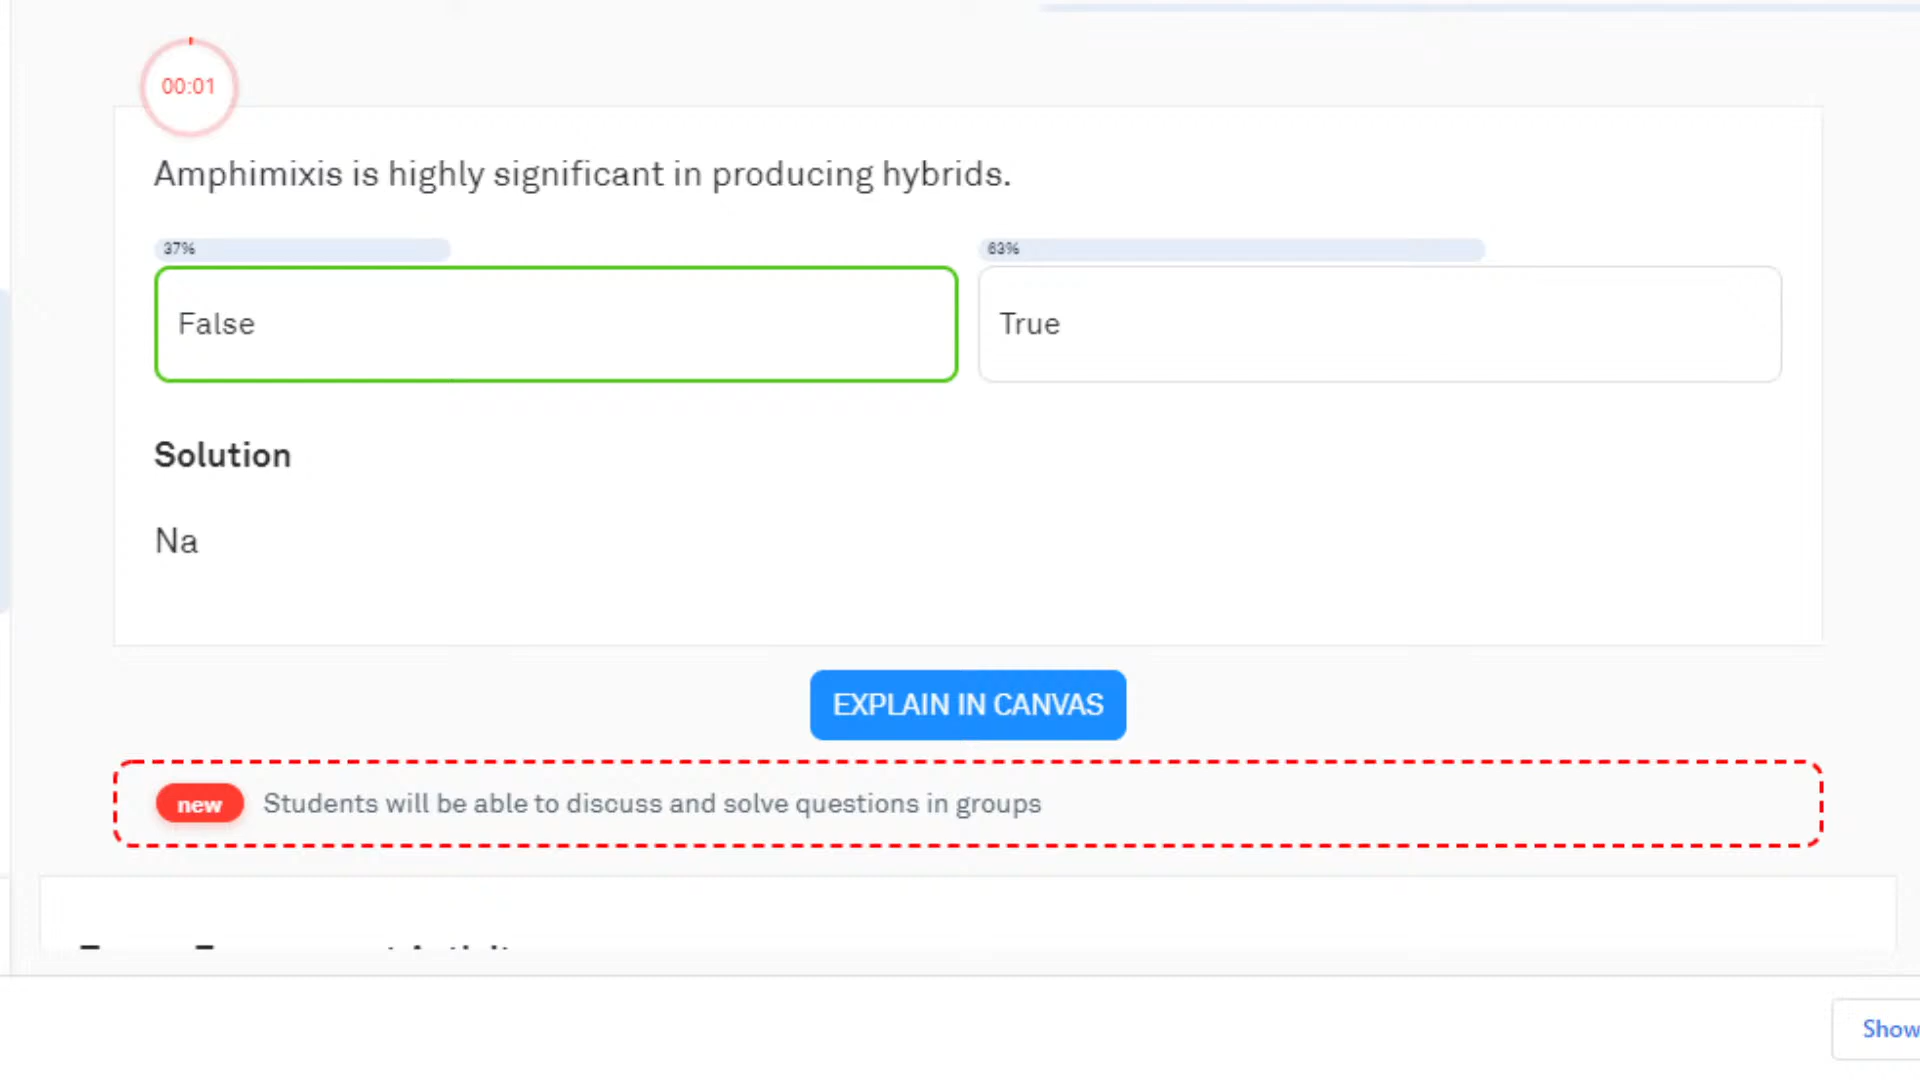 00:01
Amphimixis is highly significant in producing hybrids.
37%
63%
False
True
Solution
Na
EXPLAIN IN CANVAS
new Students will be able to discuss and solve questions in groups
Show